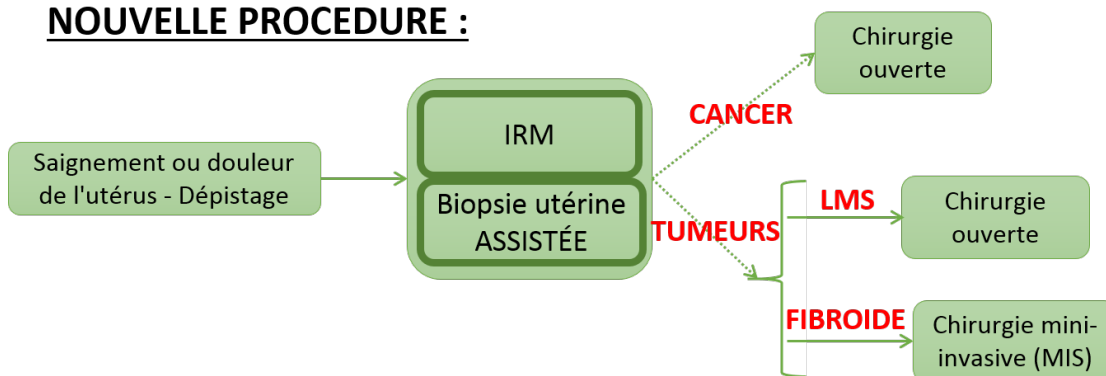 NOUVELLE PROCEDURE :
Chirurgie
ouverte
CANCER
IRM
Saignement ou douleur
de l'utérus - Dépistage
Biopsie utérine
ASSISTÉE
TUMEURS
LMS
Chirurgie
ouverte
FIBROIDE
Chirurgie mini-
invasive (MIS)